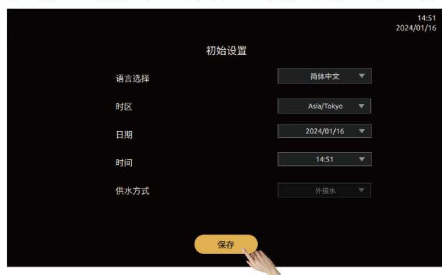 14:51
2024/01/16
初始设置
语言选择 简体中文
时区 Asia/Tokyo
日期 2024/01/16
时间 14:51
供水方式 外接水
保存